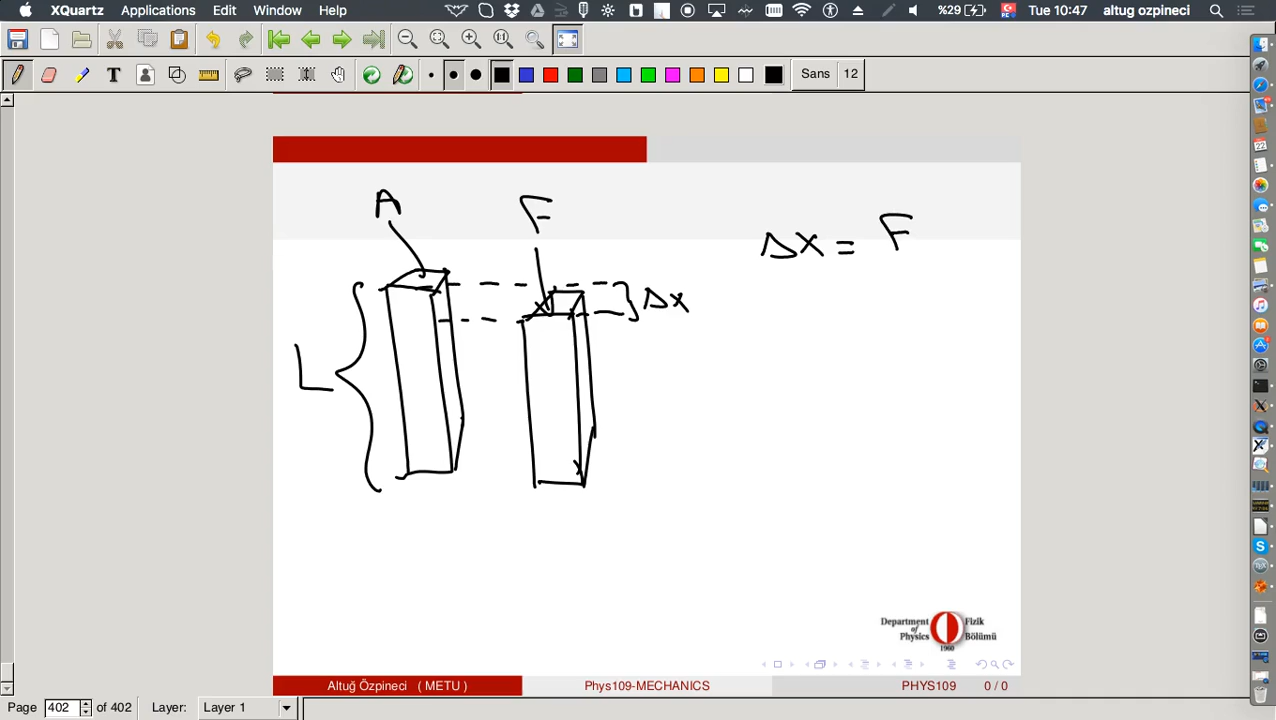 XQuartz Applications Edit Window Help %29 Tue 10:47 altug ozpineci
T Sans 12
A F
Δx = F
Δx
L
Department of Physics Fizik Bölümü
1960
Altuğ Özpineci ( METU ) Phys109-MECHANICS PHYS109 0 / 0
Page 402 of 402 Layer: Layer 1